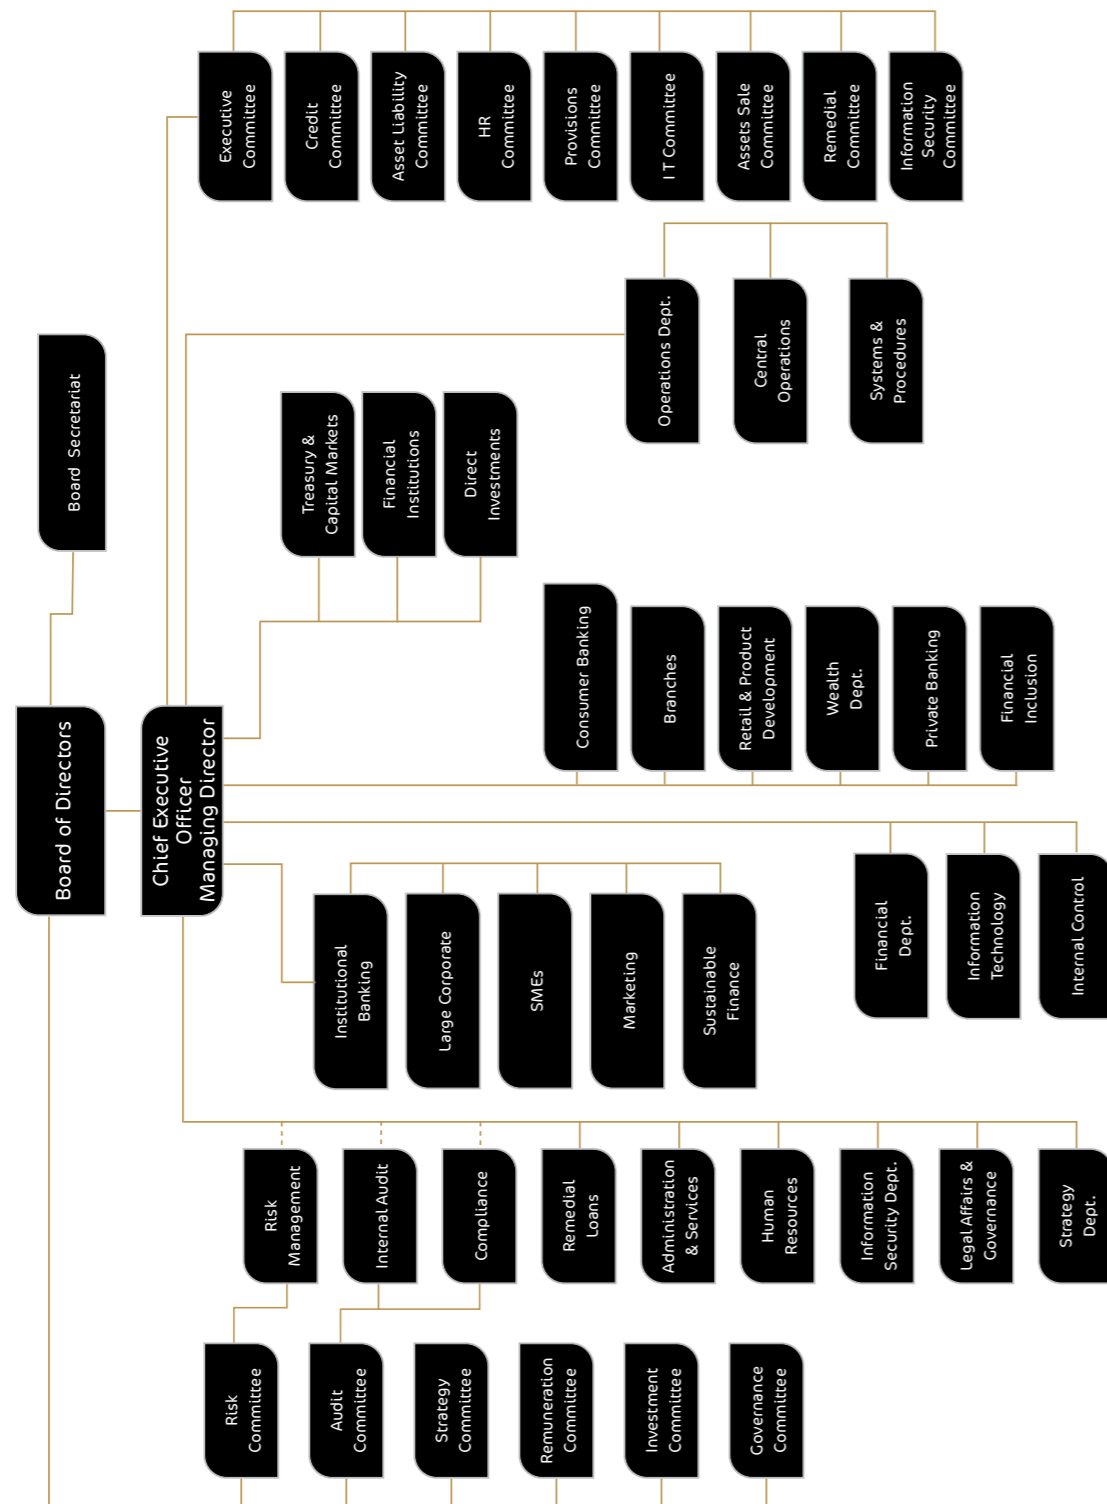 Board of Directors
Board Secretariat
Chief Executive
Officer
Managing Director
Risk
Committee
Audit
Committee
Strategy
Committee
Remuneration
Committee
Investment
Committee
Governance
Committee
Risk
Management
Internal Audit
Compliance
Remedial
Loans
Administration
& Services
Human
Resources
Information
Security Dept.
Legal Affairs &
Governance
Strategy
Dept.
Institutional
Banking
Large Corporate
SMEs
Marketing
Sustainable
Finance
Financial
Dept.
Information
Technology
Internal Control
Consumer Banking
Branches
Retail & Product
Development
Wealth
Dept.
Private Banking
Financial
Inclusion
Treasury &
Capital Markets
Financial
Institutions
Direct
Investments
Operations Dept.
Central
Operations
Systems &
Procedures
Executive
Committee
Credit
Committee
Asset Liability
Committee
HR
Committee
Provisions
Committee
I T Committee
Assets Sale
Committee
Remedial
Committee
Information
Security
Committee